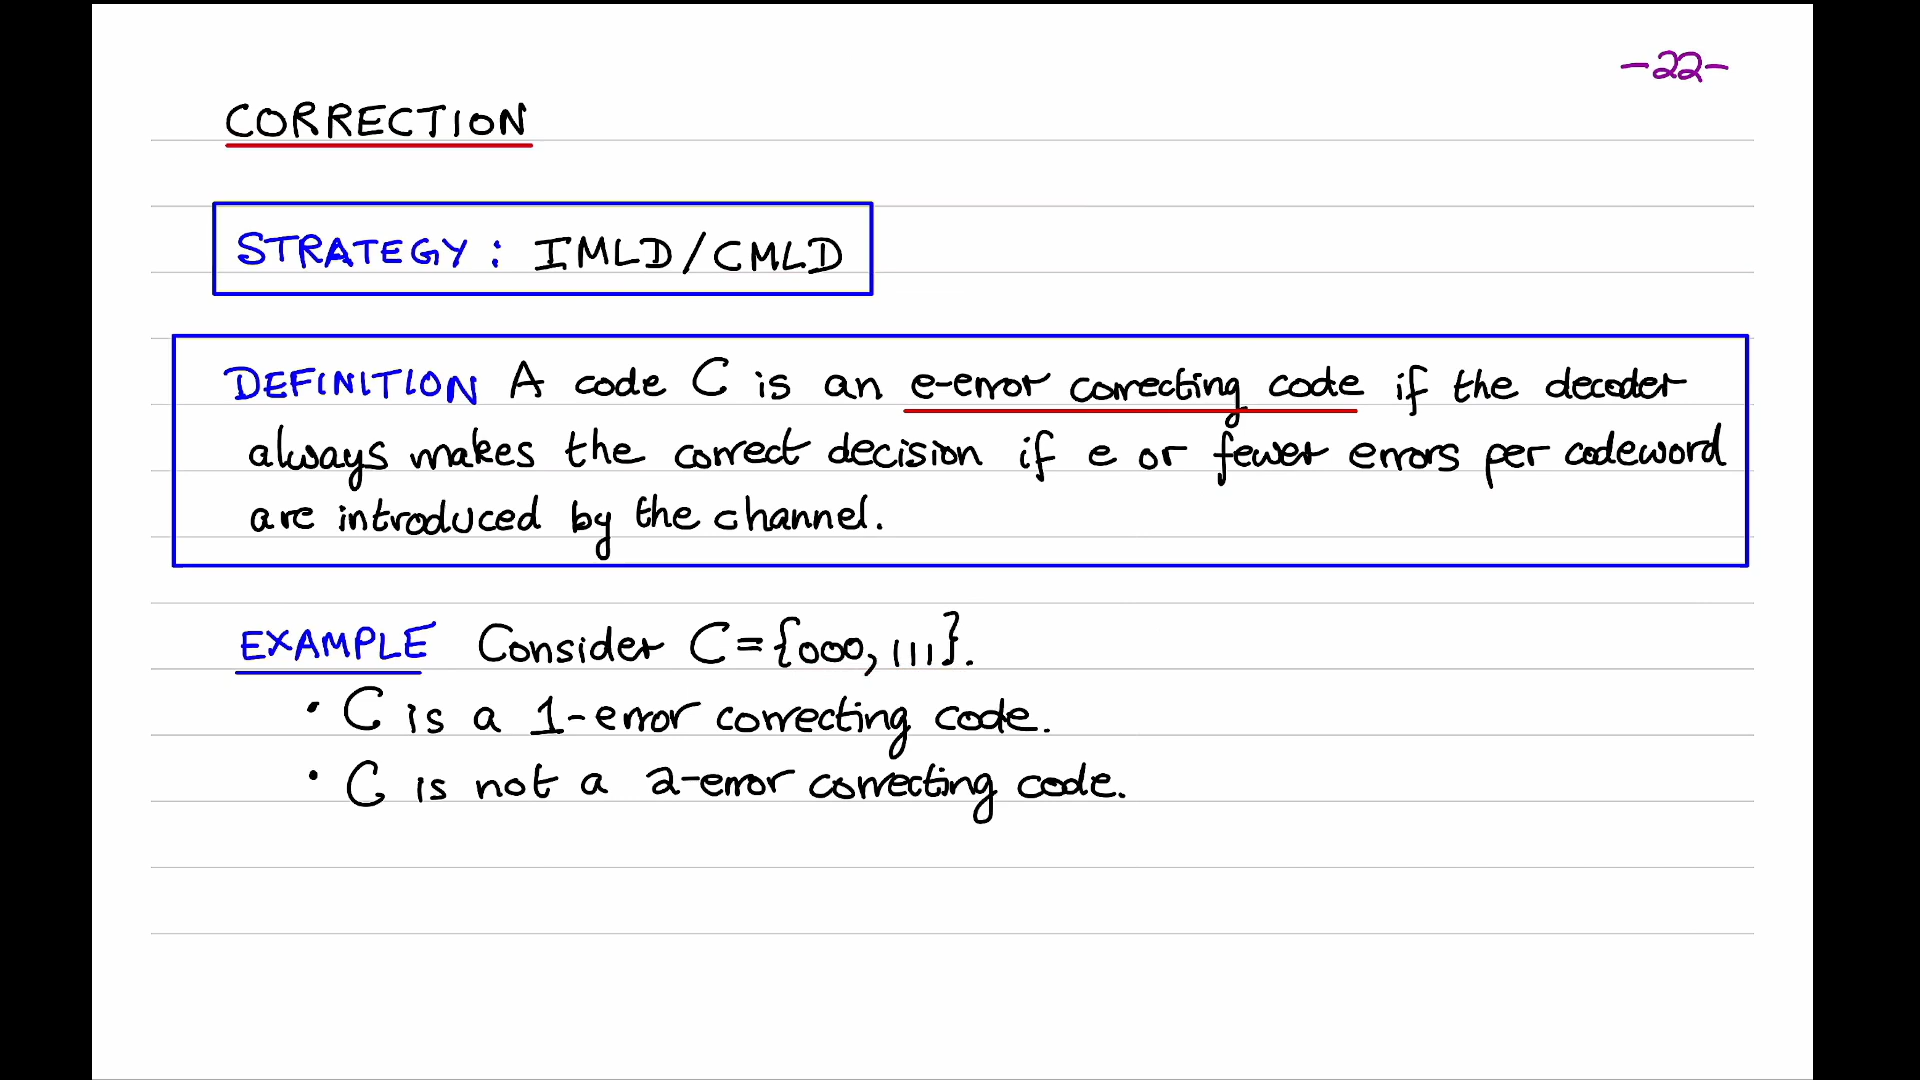 -22-
CORRECTION
STRATEGY: IMLD/CMLD
DEFINITION A code C is an e-error correcting code if the decoder
always makes the correct decision if e or fewer errors per codeword
are introduced by the channel.
EXAMPLE Consider C={000, 111}.
• C is a 1-error correcting code.
• C is not a 2-error correcting code.